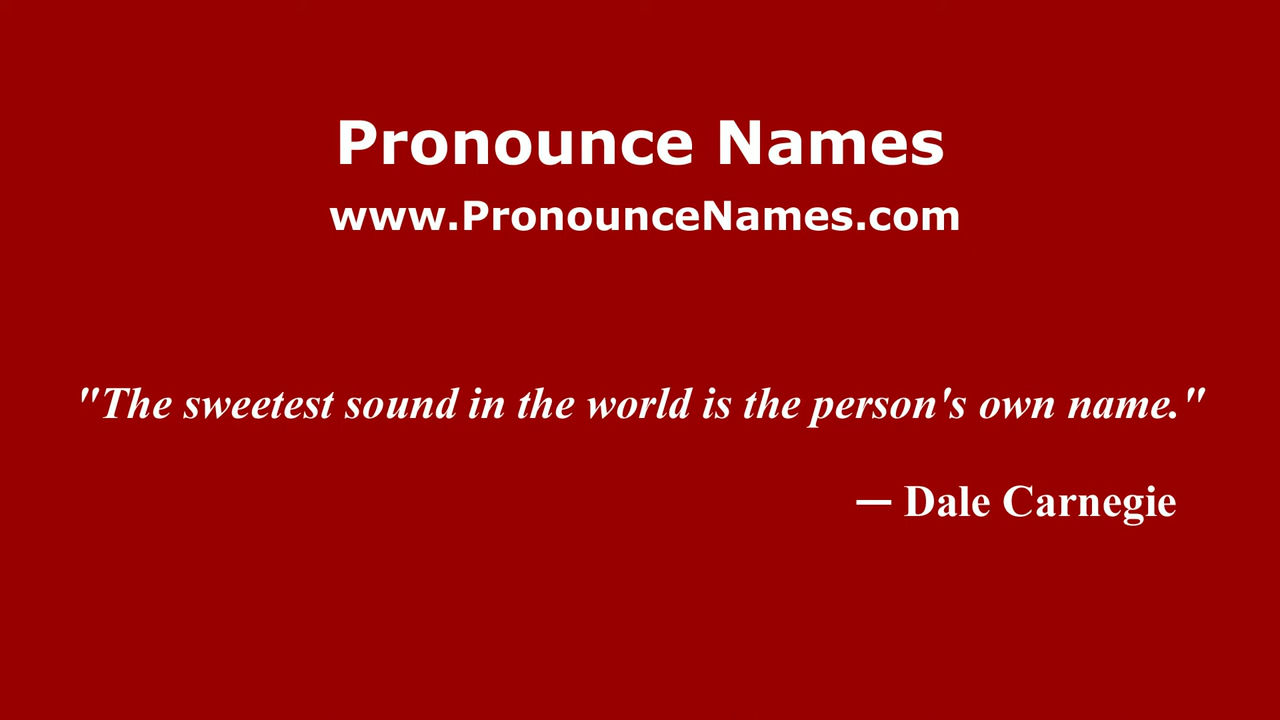 Pronounce Names
www.PronounceNames.com
"The sweetest sound in the world is the person's own name."
— Dale Carnegie